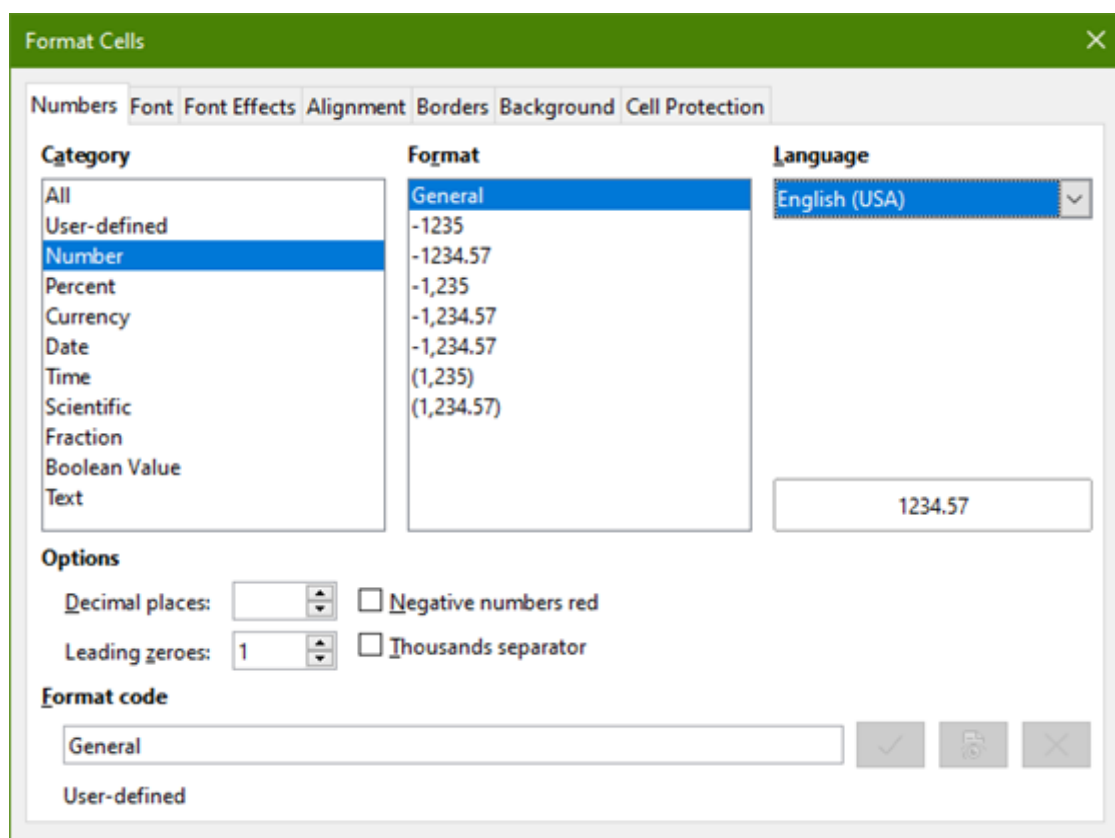 Format Cells
Numbers Font Font Effects Alignment Borders Background Cell Protection
Category
All
User-defined
Number
Percent
Currency
Date
Time
Scientific
Fraction
Boolean Value
Text
Format
General
-1235
-1234.57
-1,235
-1,234.57
-1,234.57
(1,235)
(1,234.57)
Language
English (USA)
1234.57
Options
Decimal places:
Negative numbers red
Leading zeroes: 1
Thousands separator
Format code
General
User-defined